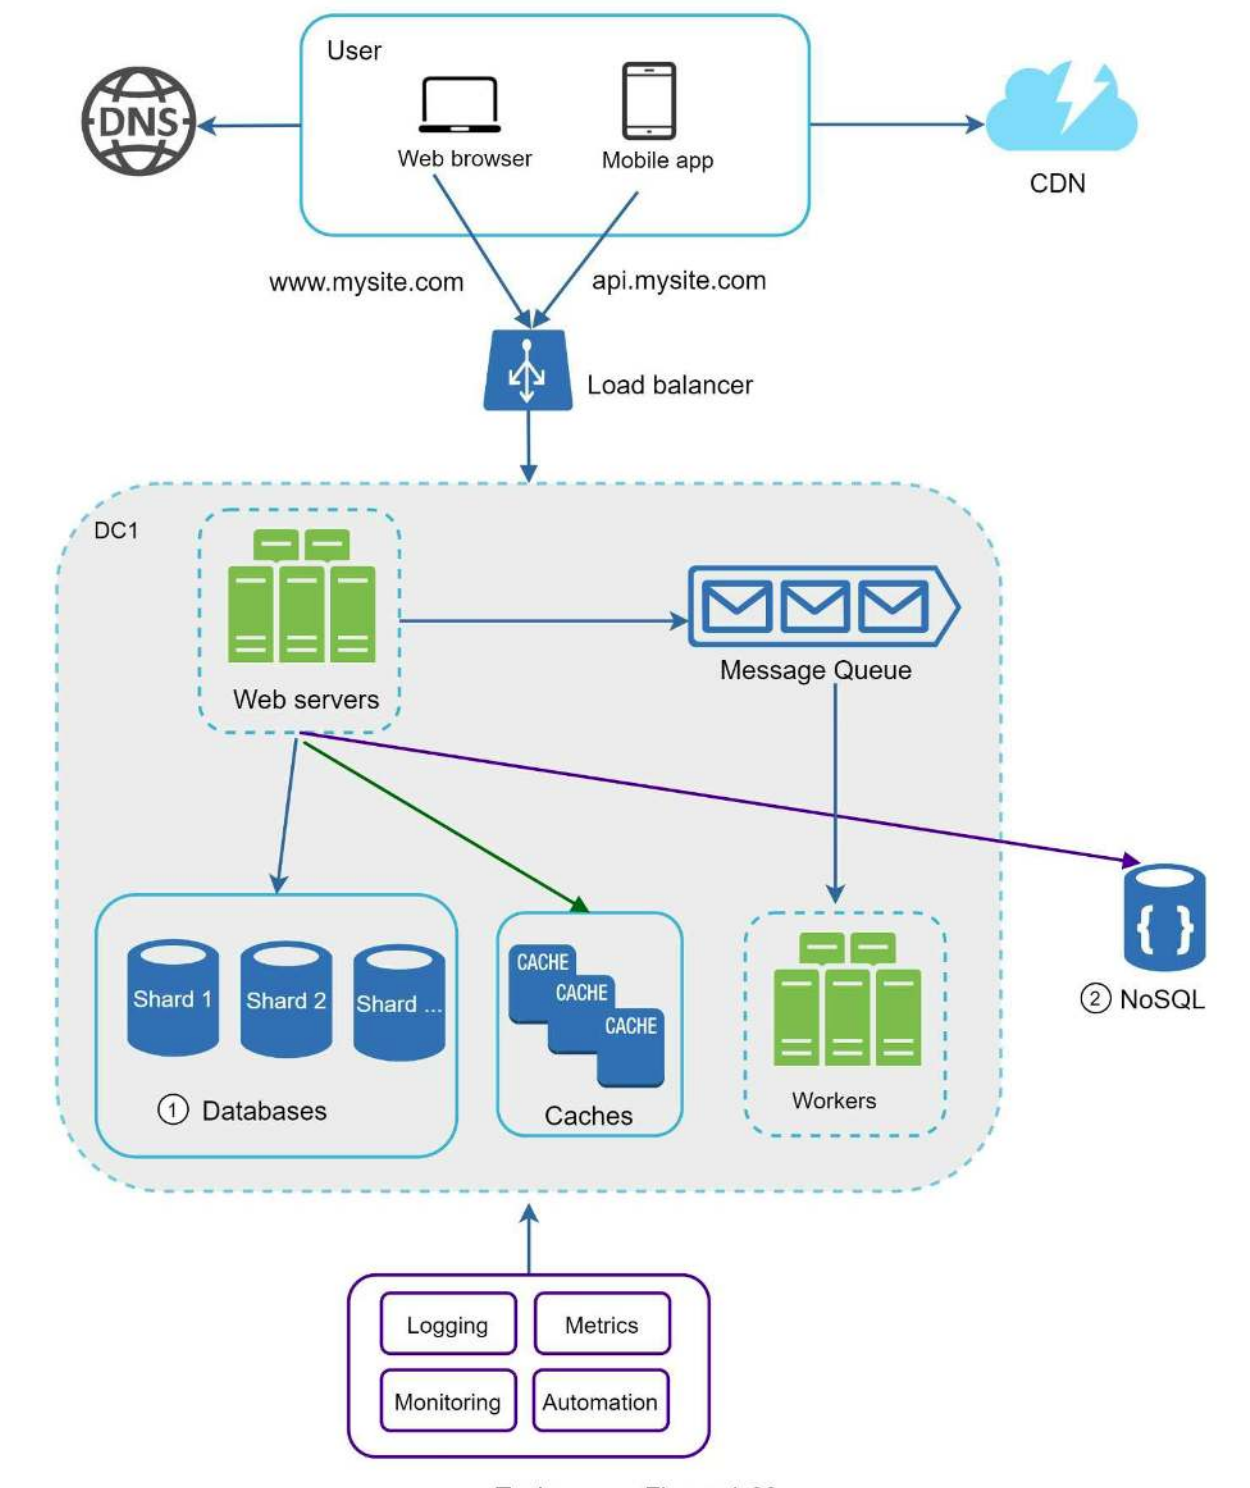 User
DNS
Web browser
Mobile app
CDN
www.mysite.com
api.mysite.com
Load balancer
DC1
Web servers
Message Queue
Shard 1
Shard 2
Shard ...
CACHE
CACHE
CACHE
① Databases
Caches
Workers
② NoSQL
Logging
Metrics
Monitoring
Automation